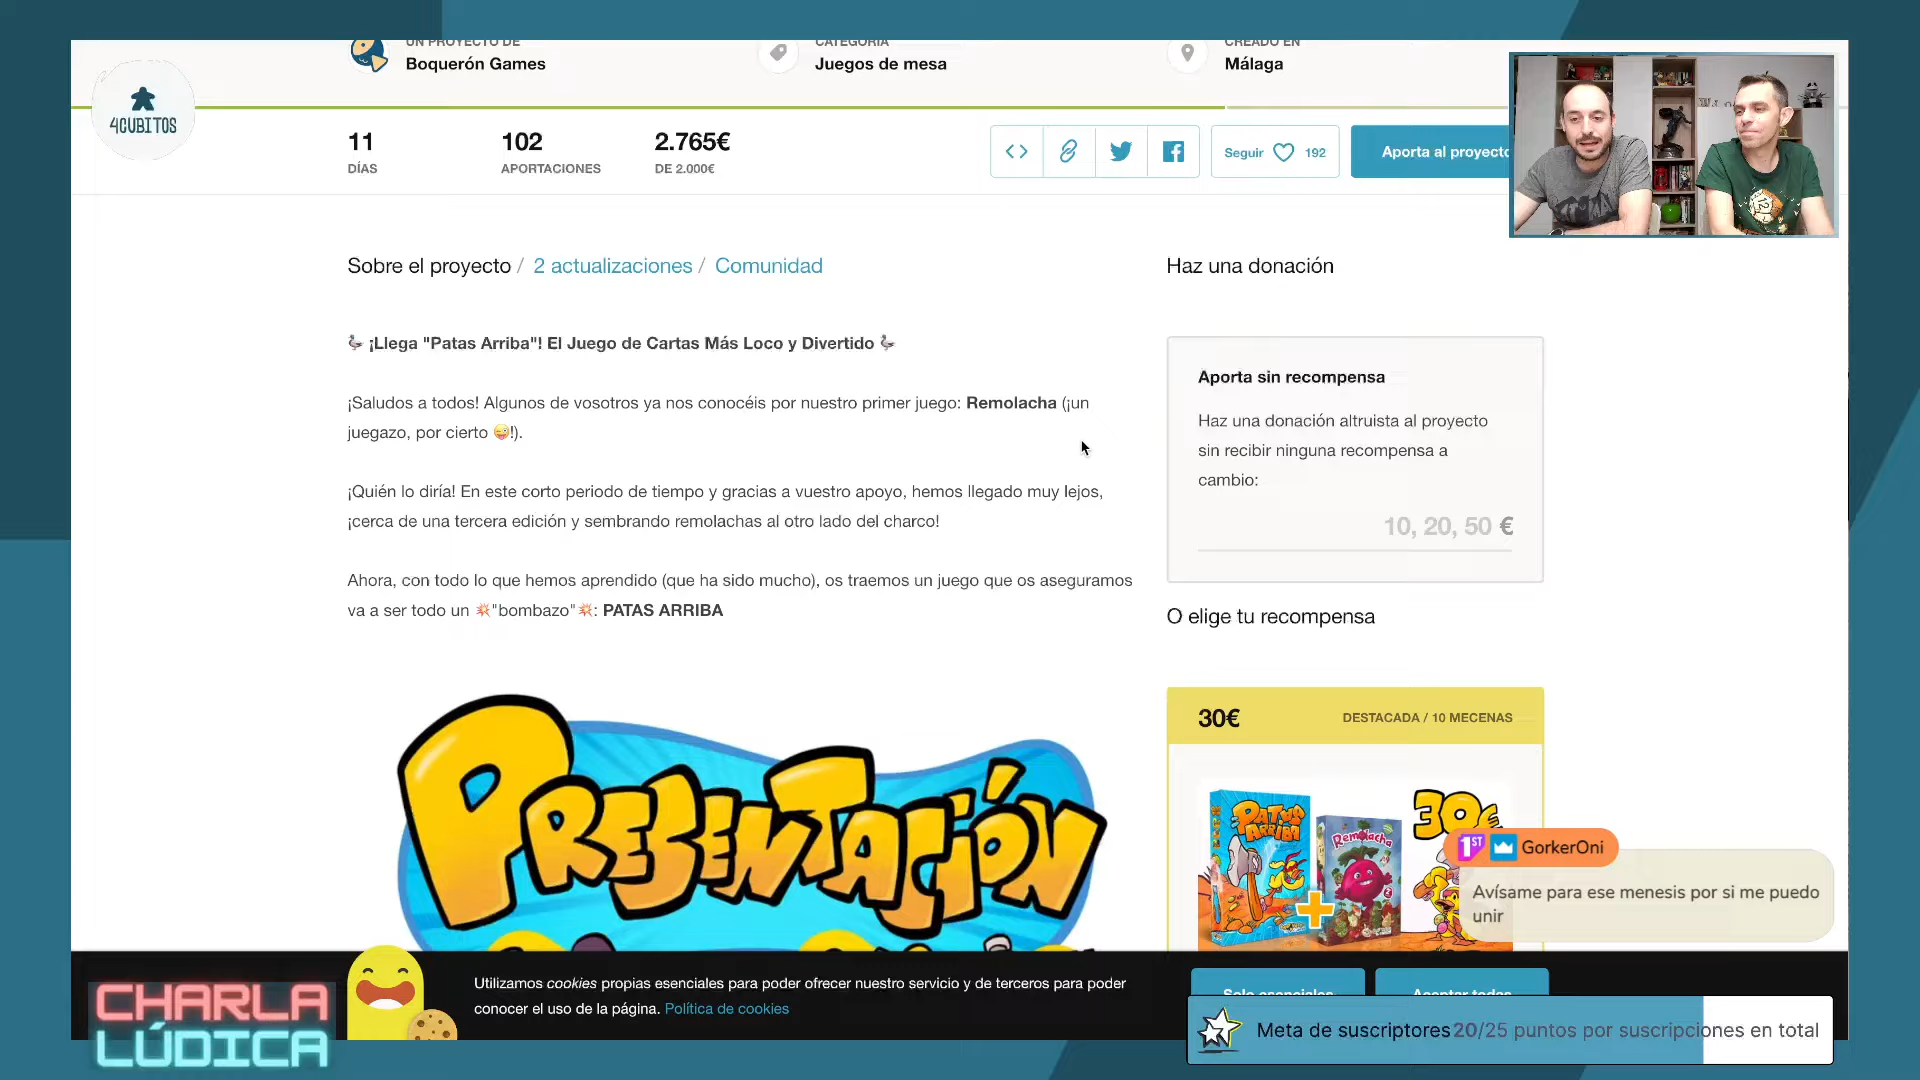 UN PROYECTO DE
Boquerón Games
CATEGORÍA
Juegos de mesa
CREADO EN
Málaga
4CUBITOS
11
DÍAS
102
APORTACIONES
2.765€
DE 2.000€
Seguir 192
Aporta al proyecto
Sobre el proyecto / 2 actualizaciones / Comunidad
Haz una donación
¡Llega "Patas Arriba"! El Juego de Cartas Más Loco y Divertido
¡Saludos a todos! Algunos de vosotros ya nos conocéis por nuestro primer juego: Remolacha (¡un
juegazo, por cierto 😜!).
¡Quién lo diría! En este corto periodo de tiempo y gracias a vuestro apoyo, hemos llegado muy lejos,
¡cerca de una tercera edición y sembrando remolachas al otro lado del charco!
Ahora, con todo lo que hemos aprendido (que ha sido mucho), os traemos un juego que os aseguramos
va a ser todo un 💥"bombazo"💥: PATAS ARRIBA
PRESENTACIÓN
Aporta sin recompensa
Haz una donación altruista al proyecto
sin recibir ninguna recompensa a
cambio:
10, 20, 50 €
O elige tu recompensa
30€
DESTACADA / 10 MECENAS
PATAS
ARRIBA
Remolacha
30€
1ST GorkerOni
Avísame para ese menesis por si me puedo
unir
Utilizamos cookies propias esenciales para poder ofrecer nuestro servicio y de terceros para poder
conocer el uso de la página. Política de cookies
Solo esenciales
Aceptar todas
CHARLA
LÚDICA
Meta de suscriptores 20/25 puntos por suscripciones en total